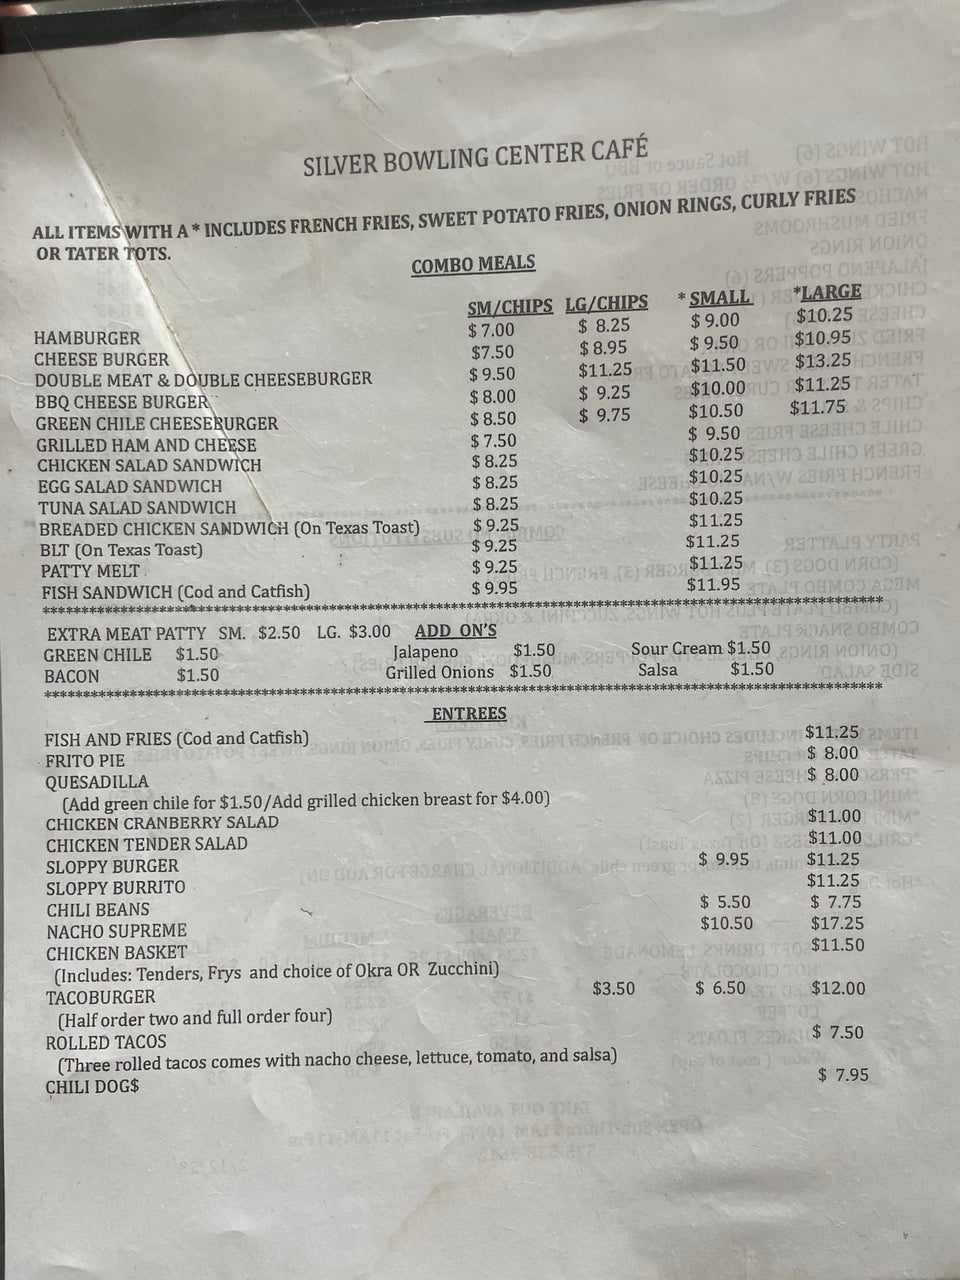 SILVER BOWLING CENTER CAFÉ
ALL ITEMS WITH A * INCLUDES FRENCH FRIES, SWEET POTATO FRIES, ONION RINGS, CURLY FRIES
OR TATER TOTS.
COMBO MEALS
SM/CHIPS LG/CHIPS * SMALL *LARGE
HAMBURGER $ 7.00 $ 8.25 $ 9.00 $10.25
CHEESE BURGER $7.50 $ 8.95 $ 9.50 $10.95
DOUBLE MEAT & DOUBLE CHEESEBURGER $ 9.50 $11.25 $11.50 $13.25
BBQ CHEESE BURGER $ 8.00 $ 9.25 $10.00 $11.25
GREEN CHILE CHEESEBURGER $ 8.50 $ 9.75 $10.50 $11.75
GRILLED HAM AND CHEESE $ 7.50 $ 9.50
CHICKEN SALAD SANDWICH $ 8.25 $10.25
EGG SALAD SANDWICH $ 8.25 $10.25
TUNA SALAD SANDWICH $ 8.25 $10.25
BREADED CHICKEN SANDWICH (On Texas Toast) $ 9.25 $11.25
BLT (On Texas Toast) $ 9.25 $11.25
PATTY MELT $ 9.25 $11.25
FISH SANDWICH (Cod and Catfish) $ 9.95 $11.95
EXTRA MEAT PATTY SM. $2.50 LG. $3.00 ADD ON'S
GREEN CHILE $1.50 Jalapeno $1.50 Sour Cream $1.50
BACON $1.50 Grilled Onions $1.50 Salsa $1.50
ENTREES
FISH AND FRIES (Cod and Catfish) $11.25
FRITO PIE $ 8.00
QUESADILLA $ 8.00
(Add green chile for $1.50/Add grilled chicken breast for $4.00)
CHICKEN CRANBERRY SALAD $11.00
CHICKEN TENDER SALAD $11.00
SLOPPY BURGER $ 9.95 $11.25
SLOPPY BURRITO $11.25
CHILI BEANS $ 5.50 $ 7.75
NACHO SUPREME $10.50 $17.25
CHICKEN BASKET $11.50
(Includes: Tenders, Frys and choice of Okra OR Zucchini)
TACOBURGER $3.50 $ 6.50 $12.00
(Half order two and full order four)
ROLLED TACOS $ 7.50
(Three rolled tacos comes with nacho cheese, lettuce, tomato, and salsa)
CHILI DOG$ $ 7.95